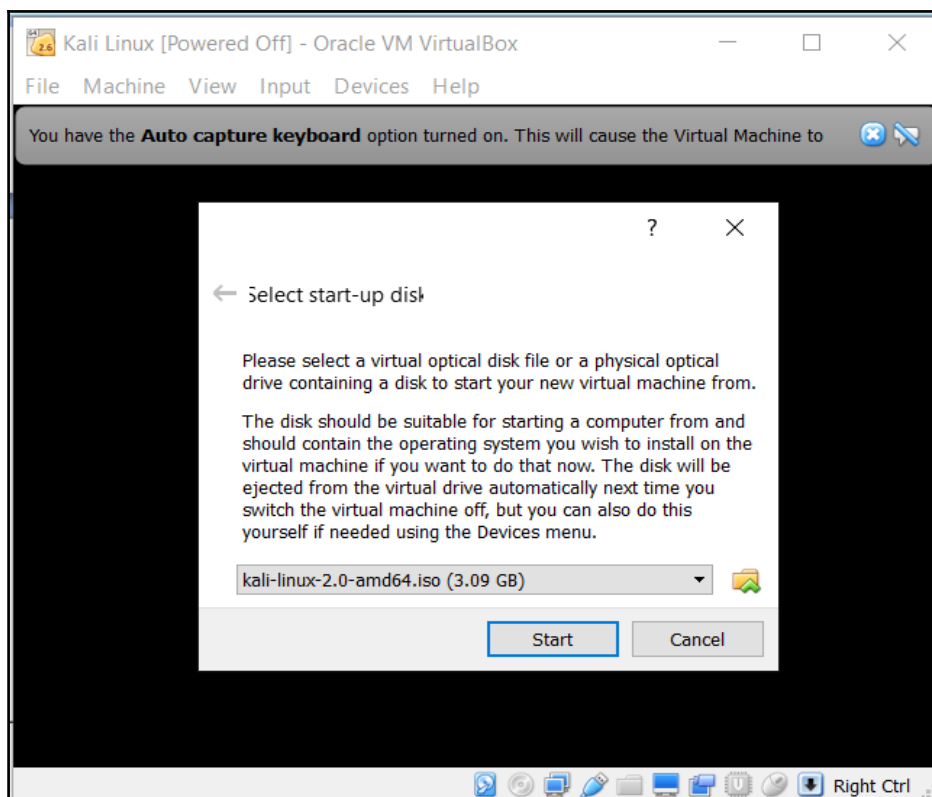 Kali Linux [Powered Off] - Oracle VM VirtualBox
File Machine View Input Devices Help
You have the Auto capture keyboard option turned on. This will cause the Virtual Machine to
?
Select start-up disk
Please select a virtual optical disk file or a physical optical
drive containing a disk to start your new virtual machine from.
The disk should be suitable for starting a computer from and
should contain the operating system you wish to install on the
virtual machine if you want to do that now. The disk will be
ejected from the virtual drive automatically next time you
switch the virtual machine off, but you can also do this
yourself if needed using the Devices menu.
kali-linux-2.0-amd64.iso (3.09 GB)
Start Cancel
Right Ctrl